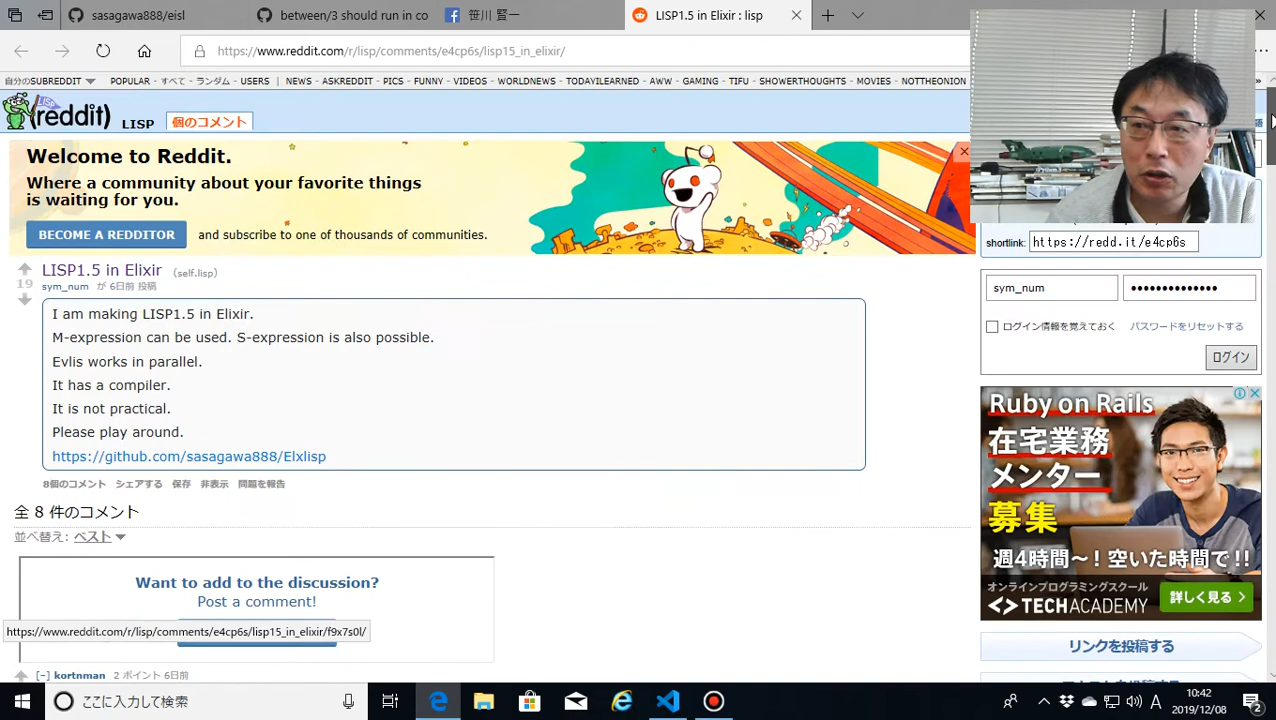 sasagawa888/eisl
between/3 should run in co
笹川 賢一
LISP1.5 in Elixir : lisp
https://www.reddit.com/r/lisp/comments/e4cp6s/lisp15_in_elixir/
自分のSUBREDDIT
POPULAR - すべて - ランダム - USERS | NEWS - ASKREDDIT - PICS - FUNNY - VIDEOS - WORLDNEWS - TODAYILEARNED - AWW - GAMING - TIFU - SHOWERTHOUGHTS - MOVIES - NOTTHEONION
LISP
reddit
LISP
個のコメント
Welcome to Reddit.
Where a community about your favorite things
is waiting for you.
BECOME A REDDITOR
and subscribe to one of thousands of communities.
shortlink: https://redd.it/e4cp6s
LISP1.5 in Elixir (self.lisp)
19
sym_num が 6日前 投稿
I am making LISP1.5 in Elixir.
M-expression can be used. S-expression is also possible.
Evlis works in parallel.
It has a compiler.
It is not practical.
Please play around.
https://github.com/sasagawa888/Elxlisp
8個のコメント シェアする 保存 非表示 問題を報告
sym_num
••••••••••••••
ログイン情報を覚えておく
パスワードをリセットする
ログイン
全 8 件のコメント
並べ替え: ベスト
Want to add to the discussion?
Post a comment!
https://www.reddit.com/r/lisp/comments/e4cp6s/lisp15_in_elixir/f9x7s0l/
[–] kortnman 2 ポイント 6日前
Ruby on Rails
在宅業務
メンター
募集
週4時間～! 空いた時間で!!
オンラインプログラミングスクール
</> TECH ACADEMY
詳しく見る
リンクを投稿する
ここに入力して検索
A
10:42
2019/12/08
2